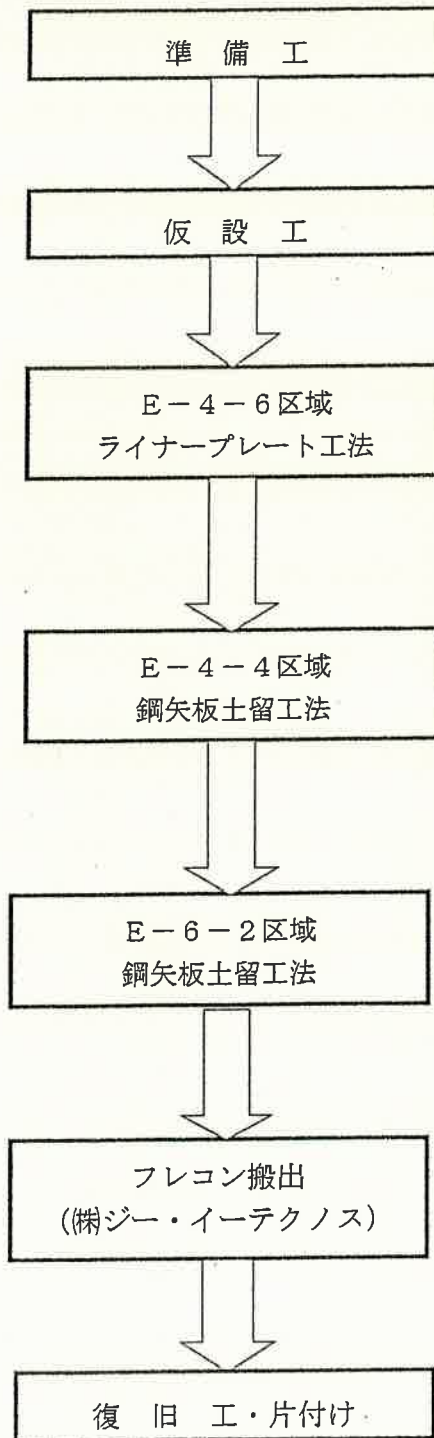 準 備 工
仮 設 工
E－4－6区域
ライナープレート工法
E－4－4区域
鋼矢板土留工法
E－6－2区域
鋼矢板土留工法
フレコン搬出
(㈱ジー・イーテクノス)
復 旧 工・片付け